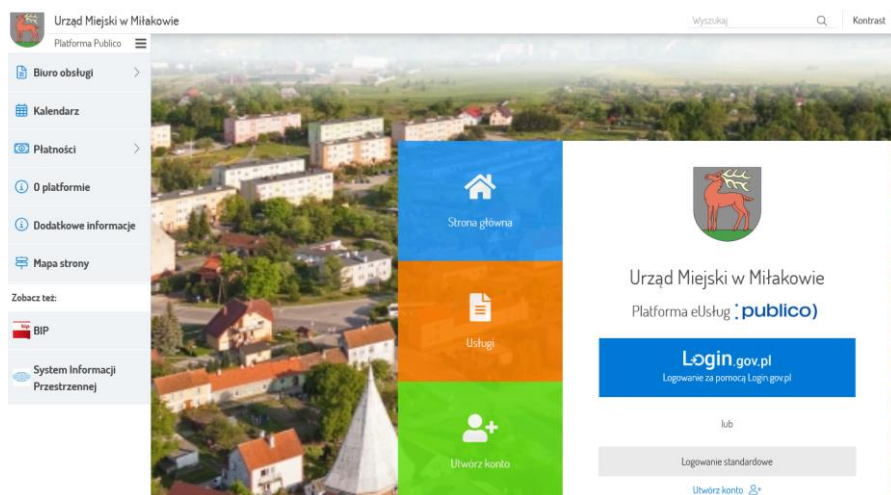 Urząd Miejski w Miłakowie
Wyszukaj
Kontrast
Platforma Publico
Biuro obsługi
Kalendarz
Płatności
O platformie
Dodatkowe informacje
Mapa strony
Zobacz też:
bip
BIP
System Informacji
Przestrzennej
Strona główna
Usługi
Utwórz konto
Urząd Miejski w Miłakowie
Platforma eUsług publico)
Login.gov.pl
Logowanie za pomocą Login.gov.pl
lub
Logowanie standardowe
Utwórz konto